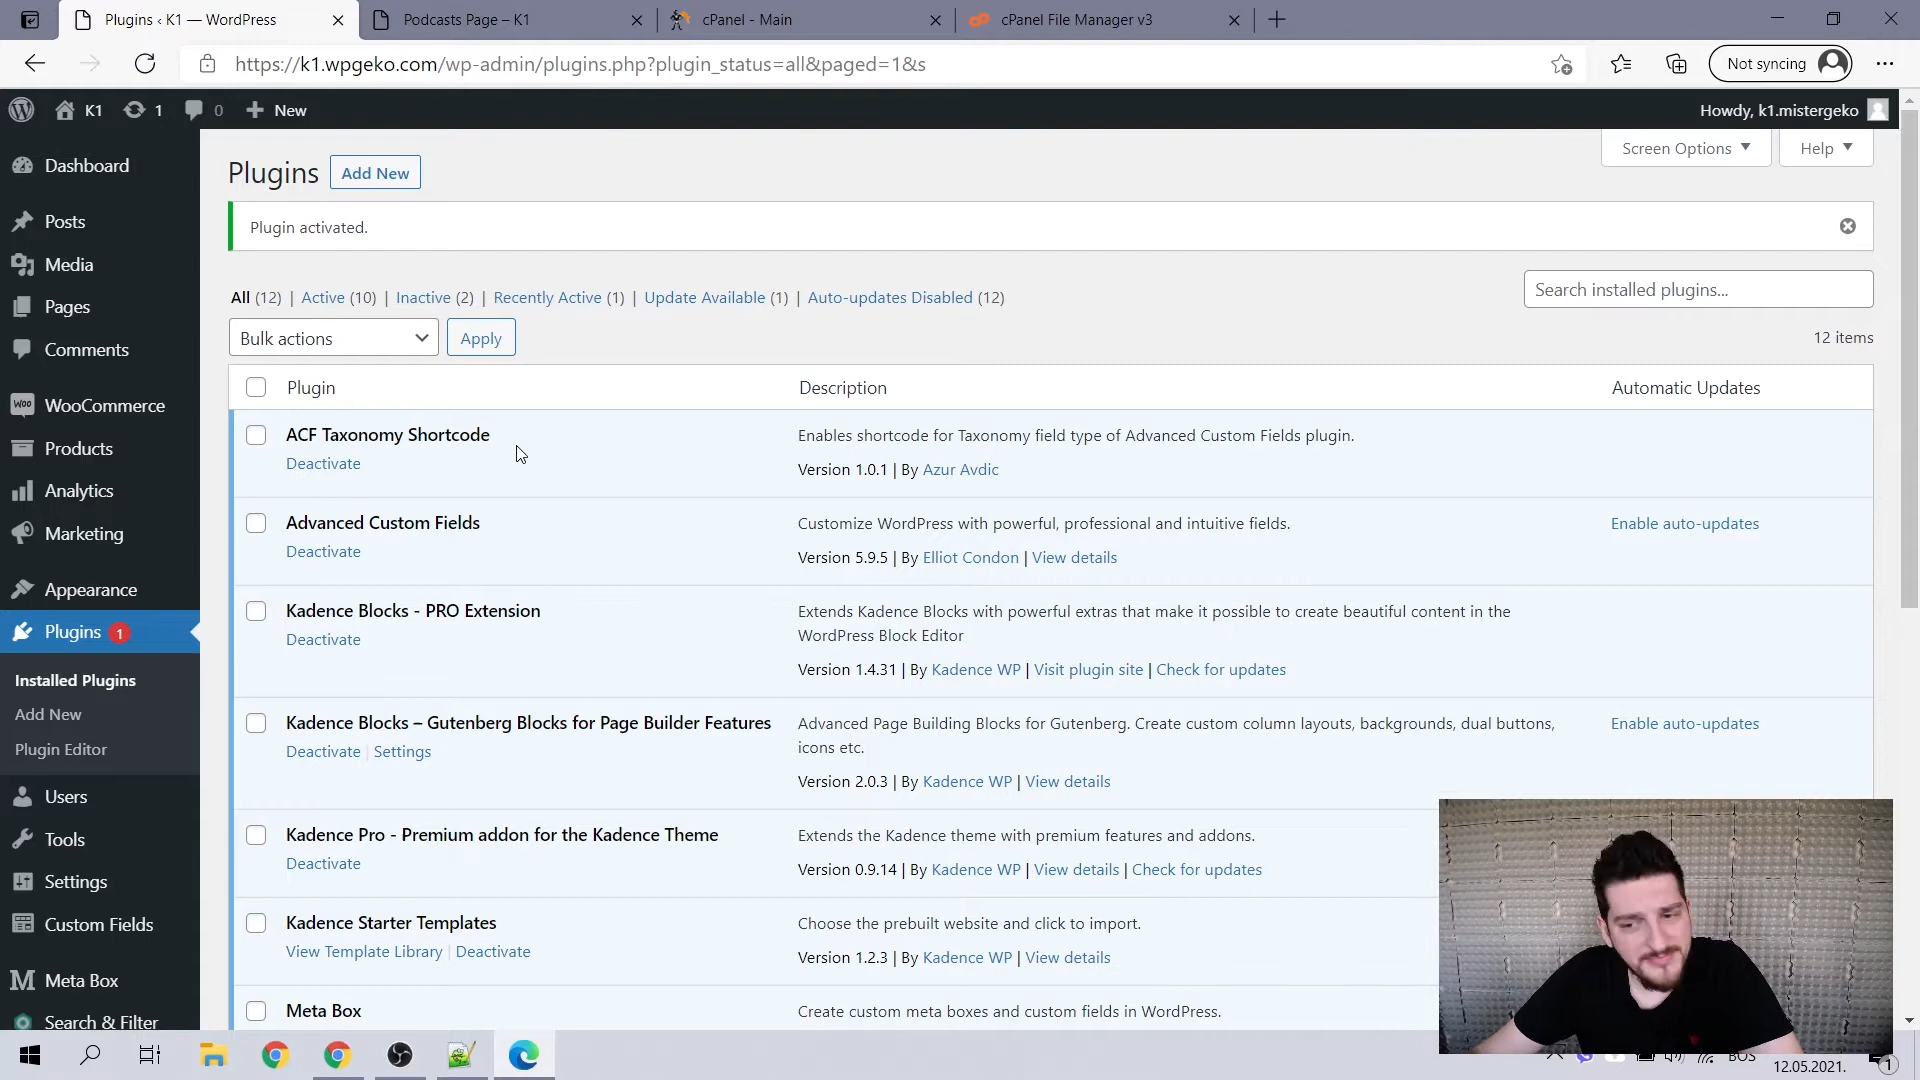 Plugins ‹ K1 — WordPress
Podcasts Page – K1
cPanel - Main
cPanel File Manager v3
https://k1.wpgeko.com/wp-admin/plugins.php?plugin_status=all&paged=1&s
Not syncing
K1
1
0
New
Howdy, k1.mistergeko
Dashboard
Posts
Media
Pages
Comments
WooCommerce
Products
Analytics
Marketing
Appearance
Plugins 1
Installed Plugins
Add New
Plugin Editor
Users
Tools
Settings
Custom Fields
Meta Box
Search & Filter
Screen Options
Help
Plugins
Add New
Plugin activated.
All (12) | Active (10) | Inactive (2) | Recently Active (1) | Update Available (1) | Auto-updates Disabled (12)
Search installed plugins...
Bulk actions
Apply
12 items
Plugin
Description
Automatic Updates
ACF Taxonomy Shortcode
Deactivate
Enables shortcode for Taxonomy field type of Advanced Custom Fields plugin.
Version 1.0.1 | By Azur Avdic
Advanced Custom Fields
Deactivate
Customize WordPress with powerful, professional and intuitive fields.
Version 5.9.5 | By Elliot Condon | View details
Enable auto-updates
Kadence Blocks - PRO Extension
Deactivate
Extends Kadence Blocks with powerful extras that make it possible to create beautiful content in the
WordPress Block Editor
Version 1.4.31 | By Kadence WP | Visit plugin site | Check for updates
Kadence Blocks – Gutenberg Blocks for Page Builder Features
Deactivate | Settings
Advanced Page Building Blocks for Gutenberg. Create custom column layouts, backgrounds, dual buttons,
icons etc.
Version 2.0.3 | By Kadence WP | View details
Enable auto-updates
Kadence Pro - Premium addon for the Kadence Theme
Deactivate
Extends the Kadence theme with premium features and addons.
Version 0.9.14 | By Kadence WP | View details | Check for updates
Kadence Starter Templates
View Template Library | Deactivate
Choose the prebuilt website and click to import.
Version 1.2.3 | By Kadence WP | View details
Meta Box
Create custom meta boxes and custom fields in WordPress.
BOS
12.05.2021.
1